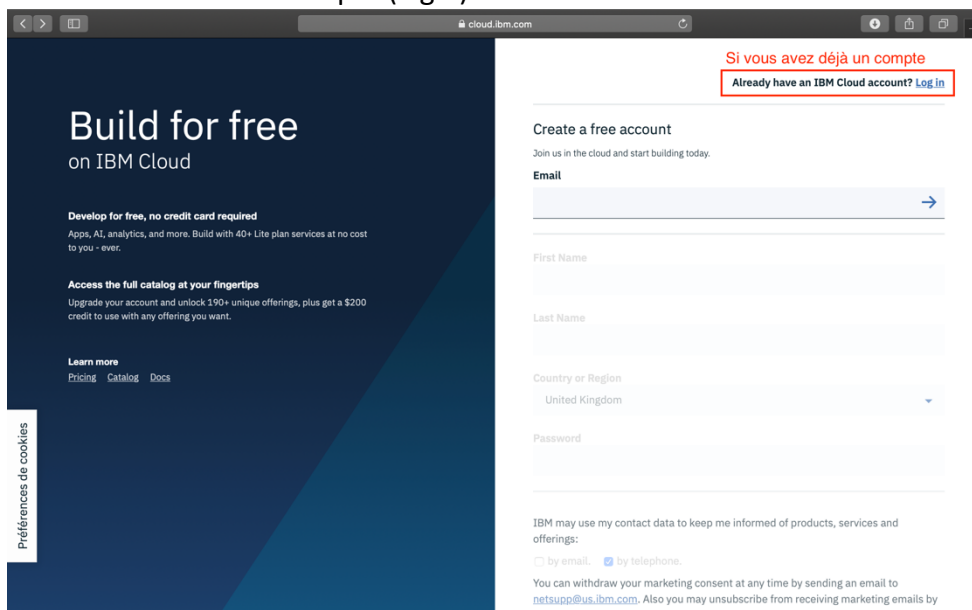 cloud.ibm.com
Si vous avez déjà un compte
Already have an IBM Cloud account? Log in
Build for free
on IBM Cloud
Develop for free, no credit card required
Apps, AI, analytics, and more. Build with 40+ Lite plan services at no cost
to you - ever.
Access the full catalog at your fingertips
Upgrade your account and unlock 190+ unique offerings, plus get a $200
credit to use with any offering you want.
Learn more
Pricing Catalog Docs
Préférences de cookies
Create a free account
Join us in the cloud and start building today.
Email
First Name
Last Name
Country or Region
United Kingdom
Password
IBM may use my contact data to keep me informed of products, services and
offerings:
by email. by telephone.
You can withdraw your marketing consent at any time by sending an email to
netsupp@us.ibm.com. Also you may unsubscribe from receiving marketing emails by